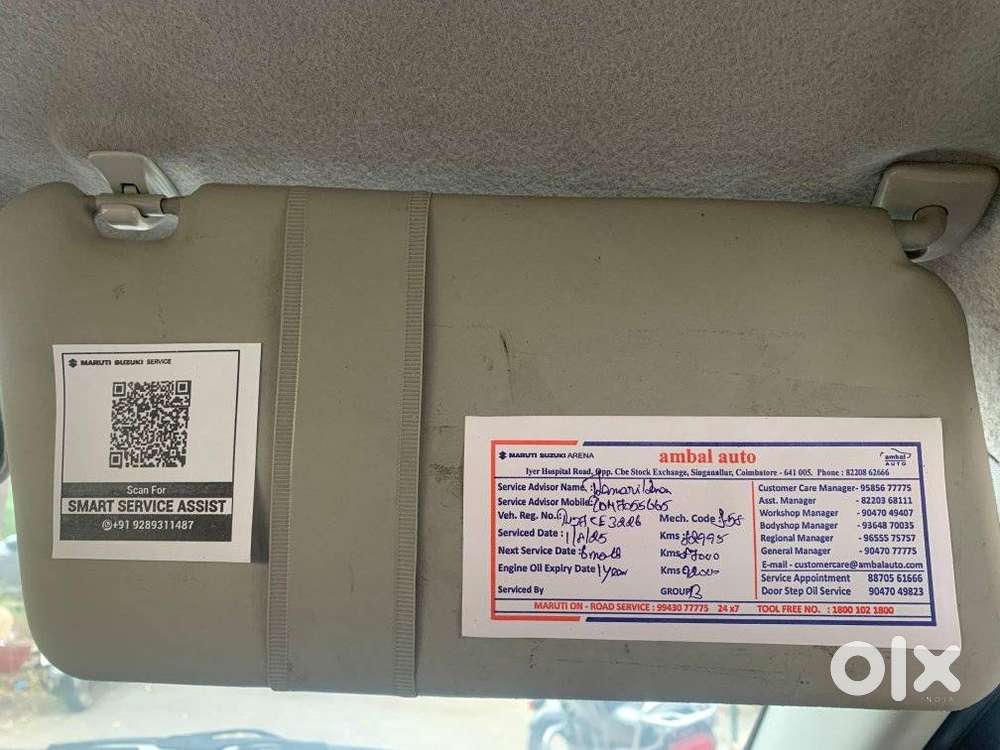 MARUTI SUZUKI SERVICE
Scan For
SMART SERVICE ASSIST
+91 9289311487
MARUTI SUZUKI ARENA
ambal auto
ambal
AUTO
Iyer Hospital Road, Opp. Cbe Stock Exchange, Singanallur, Coimbatore - 641 005. Phone : 82208 62666
Service Advisor Name:
Service Advisor Mobile:
Veh. Reg. No.: Mech. Code
Serviced Date : Kms
Next Service Date : Kms
Engine Oil Expiry Date 1 year Kms
Serviced By GROUP B
Customer Care Manager- 95856 77775
Asst. Manager - 82203 68111
Workshop Manager - 90470 49407
Bodyshop Manager - 93648 70035
Regional Manager - 96555 75757
General Manager - 90470 77775
E-mail - customercare@ambalauto.com
Service Appointment 88705 61666
Door Step Oil Service 90470 49823
MARUTI ON - ROAD SERVICE : 99430 77775 24 x7 TOOL FREE NO. : 1800 102 1800
olx
INDIA